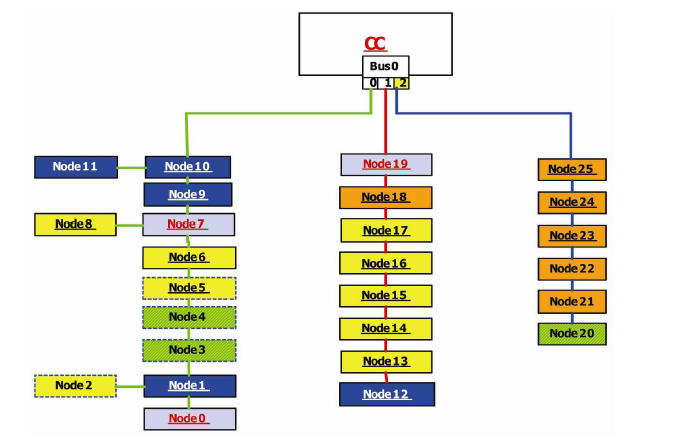 CC
Bus0
0 1 2
Node11 Node10
Node9
Node8 Node7
Node6
Node5
Node4
Node3
Node2 Node1
Node0
Node19
Node18
Node17
Node16
Node15
Node14
Node13
Node12
Node25
Node24
Node23
Node22
Node21
Node20